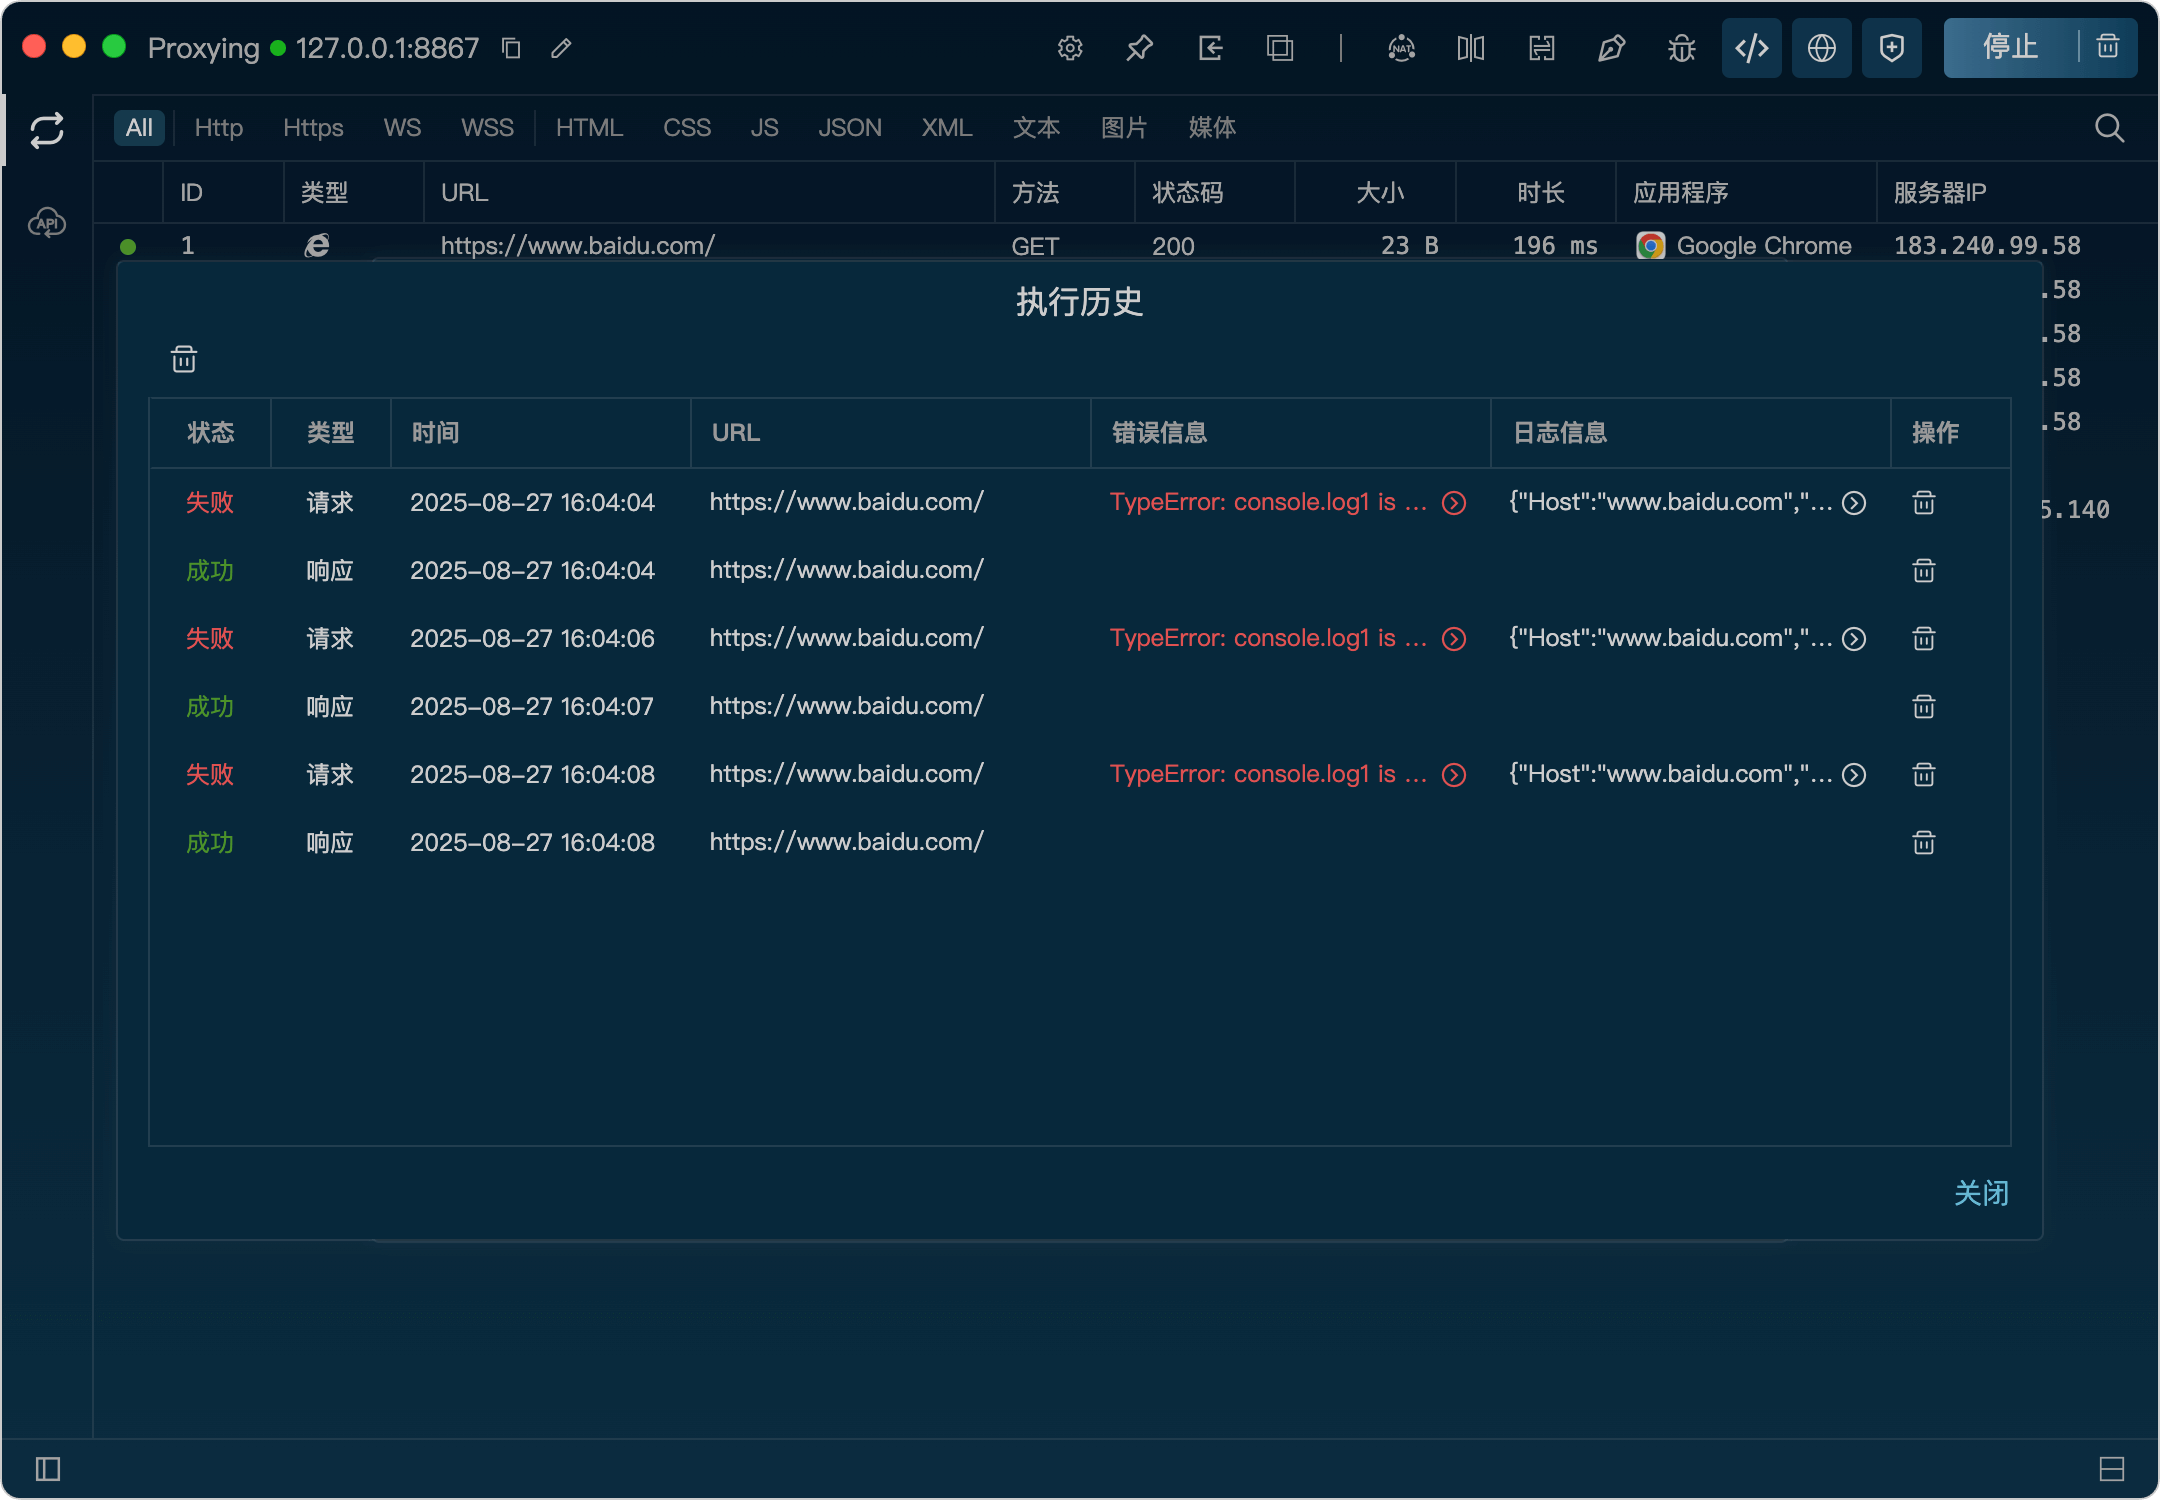 Proxying 127.0.0.1:8867 NAT 停止
All Http Https WS WSS HTML CSS JS JSON XML 文本 图片 媒体
ID 类型 URL 方法 状态码 大小 时长 应用程序 服务器IP
API
1 https://www.baidu.com/ GET 200 23 B 196 ms Google Chrome 183.240.99.58
.58
执行历史
.58
.58
.58
状态 类型 时间 URL 错误信息 日志信息 操作
失败 请求 2025-08-27 16:04:04 https://www.baidu.com/ TypeError: console.log1 is ... {"Host":"www.baidu.com","...
5.140
成功 响应 2025-08-27 16:04:04 https://www.baidu.com/
失败 请求 2025-08-27 16:04:06 https://www.baidu.com/ TypeError: console.log1 is ... {"Host":"www.baidu.com","...
成功 响应 2025-08-27 16:04:07 https://www.baidu.com/
失败 请求 2025-08-27 16:04:08 https://www.baidu.com/ TypeError: console.log1 is ... {"Host":"www.baidu.com","...
成功 响应 2025-08-27 16:04:08 https://www.baidu.com/
关闭